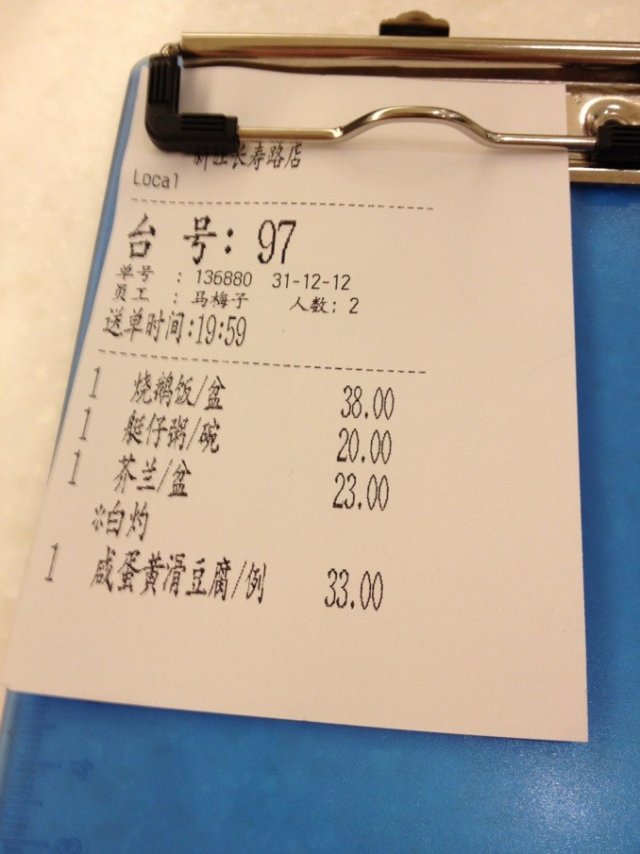 新旺长寿路店
Local
台 号: 97
单号 : 136880 31-12-12
员工 : 马梅子 人数: 2
送单时间:19:59
1 烧鹅饭/盆 38.00
1 艇仔粥/碗 20.00
1 芥兰/盆 23.00
※白灼
1 咸蛋黄滑豆腐/例 33.00